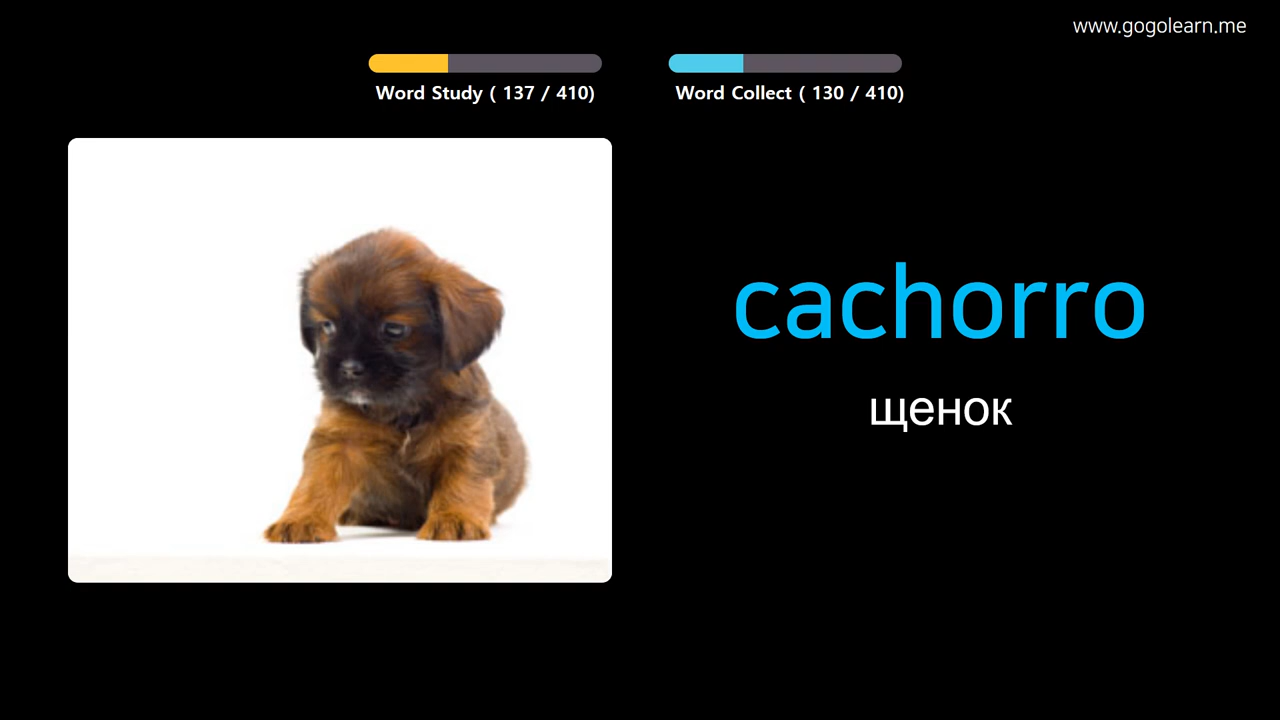 www.gogolearn.me
Word Study ( 137 / 410)
Word Collect ( 130 / 410)
cachorro
щенок